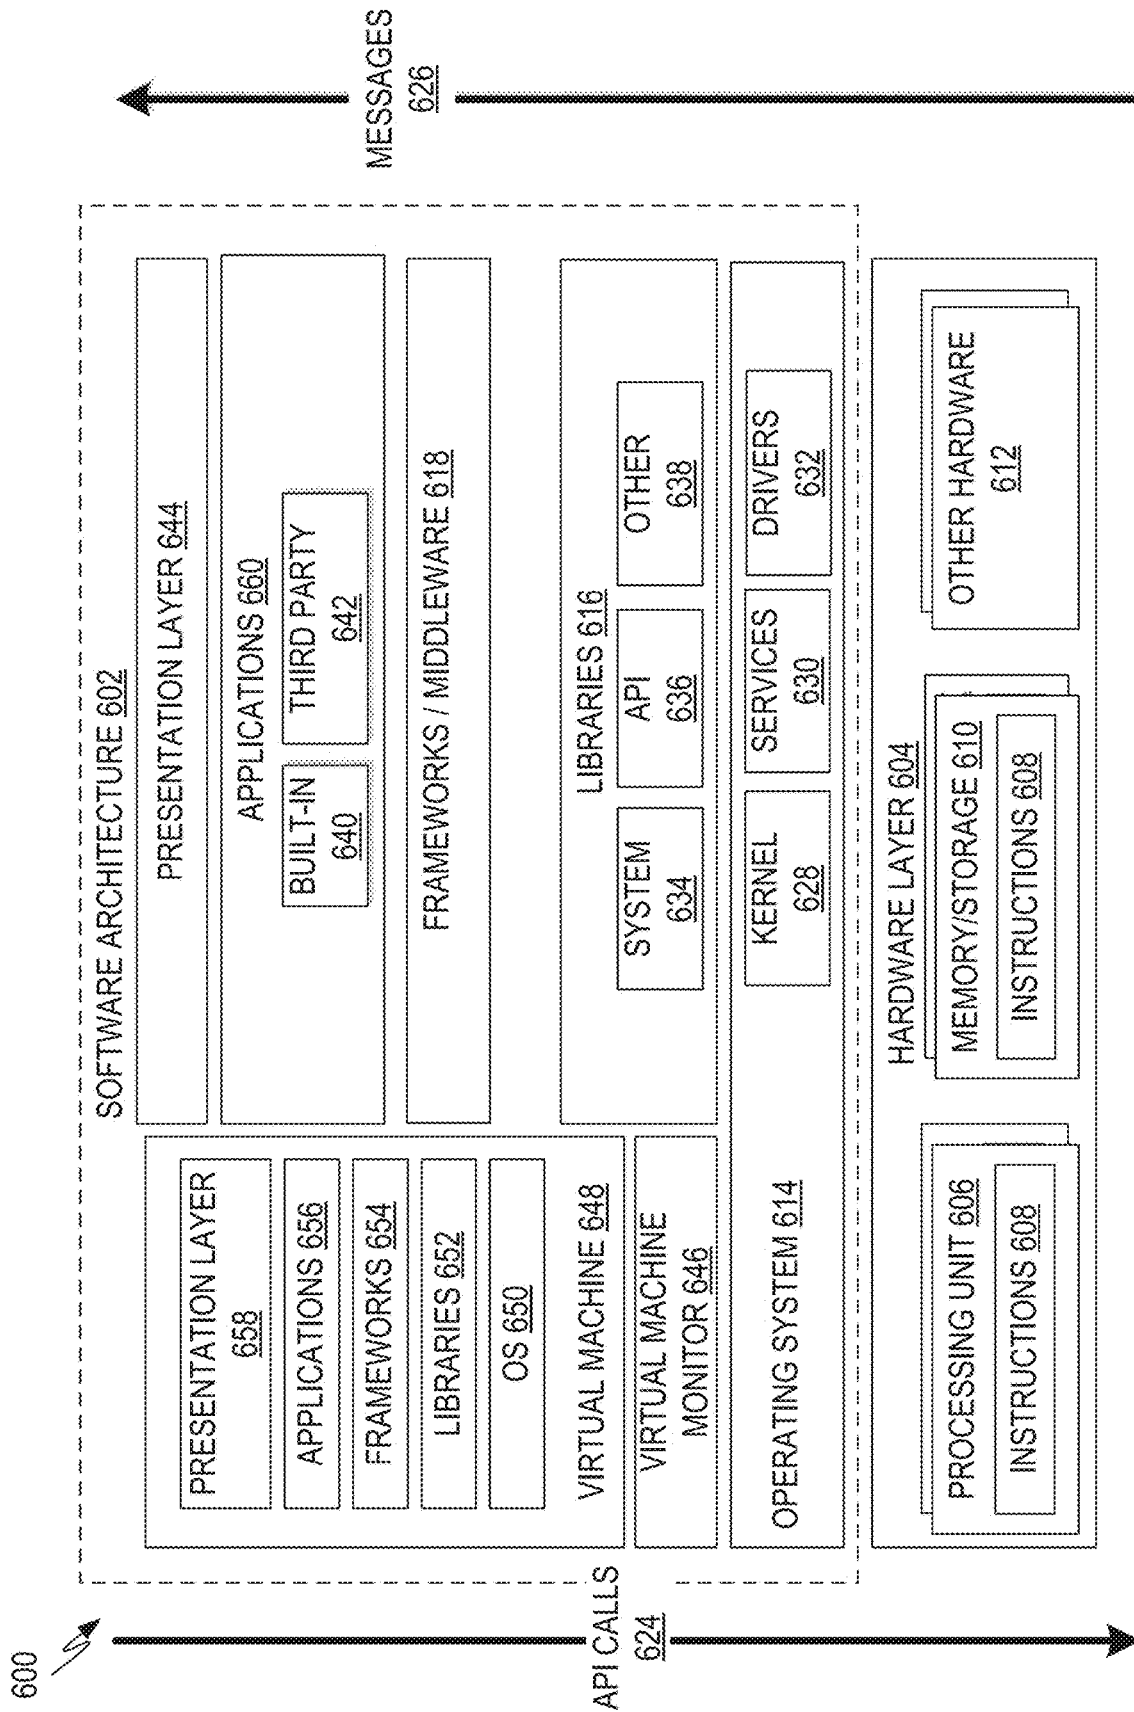 600
SOFTWARE ARCHITECTURE 602
PRESENTATION LAYER 644
APPLICATIONS 660
BUILT-IN
640
THIRD PARTY
642
FRAMEWORKS / MIDDLEWARE 618
LIBRARIES 616
SYSTEM
634
API
636
OTHER
638
PRESENTATION LAYER
658
APPLICATIONS 656
FRAMEWORKS 654
LIBRARIES 652
OS 650
VIRTUAL MACHINE 648
VIRTUAL MACHINE
MONITOR 646
OPERATING SYSTEM 614
KERNEL
628
SERVICES
630
DRIVERS
632
HARDWARE LAYER 604
PROCESSING UNIT 606
INSTRUCTIONS 608
MEMORY/STORAGE 610
INSTRUCTIONS 608
OTHER HARDWARE
612
API CALLS
624
MESSAGES
626